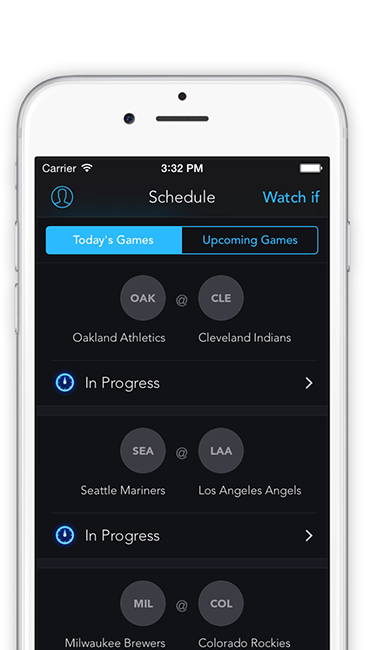 Carrier 3:32 PM
Schedule Watch if
Today's Games Upcoming Games
OAK @ CLE
Oakland Athletics Cleveland Indians
In Progress
SEA @ LAA
Seattle Mariners Los Angeles Angels
In Progress
MIL @ COL
Milwaukee Brewers Colorado Rockies